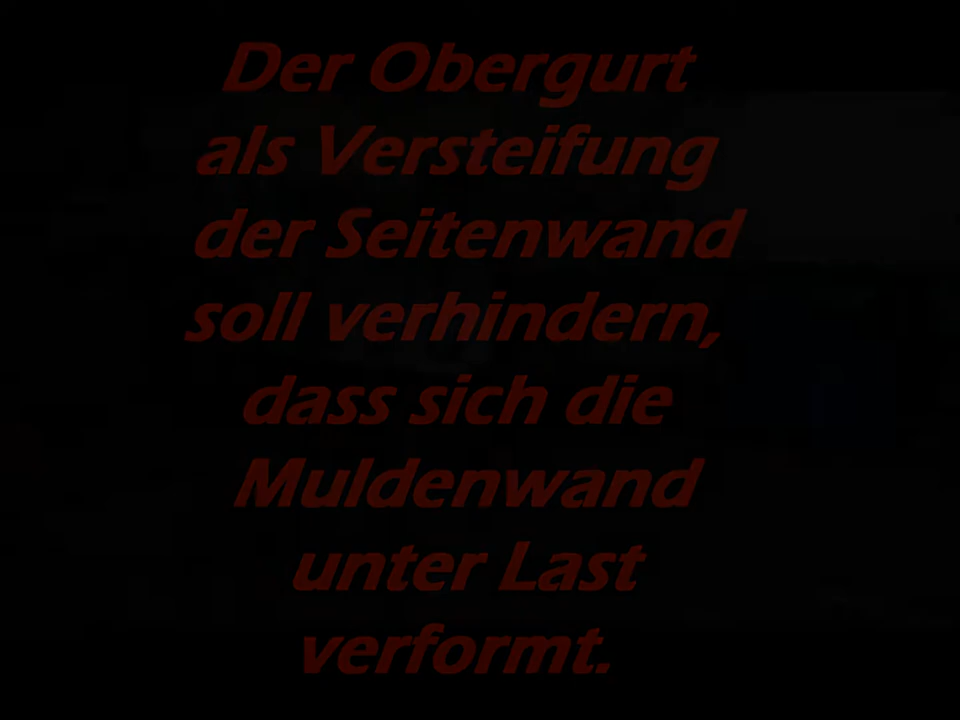 Der Obergurt
als Versteifung
der Seitenwand
soll verhindern,
dass sich die
Muldenwand
unter Last
verformt.